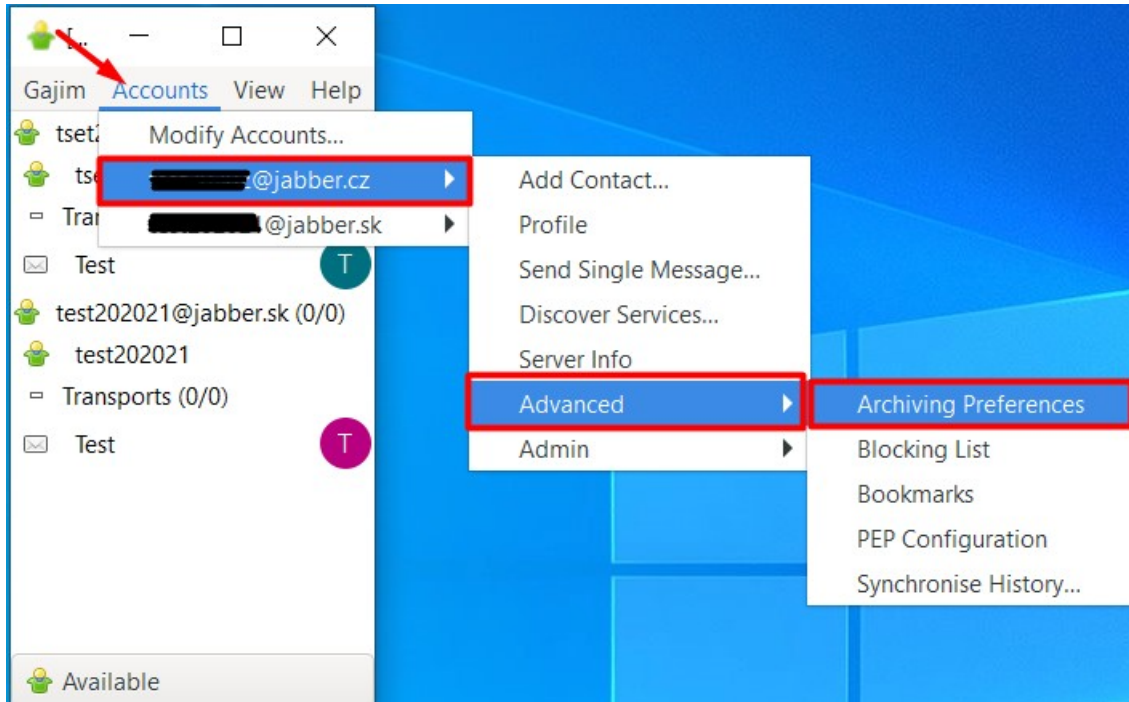 [..
Gajim Accounts View Help
Modify Accounts...
@jabber.cz
@jabber.sk
Test
T
test202021@jabber.sk (0/0)
test202021
Transports (0/0)
Test
T
Available
Add Contact...
Profile
Send Single Message...
Discover Services...
Server Info
Advanced
Admin
Archiving Preferences
Blocking List
Bookmarks
PEP Configuration
Synchronise History...